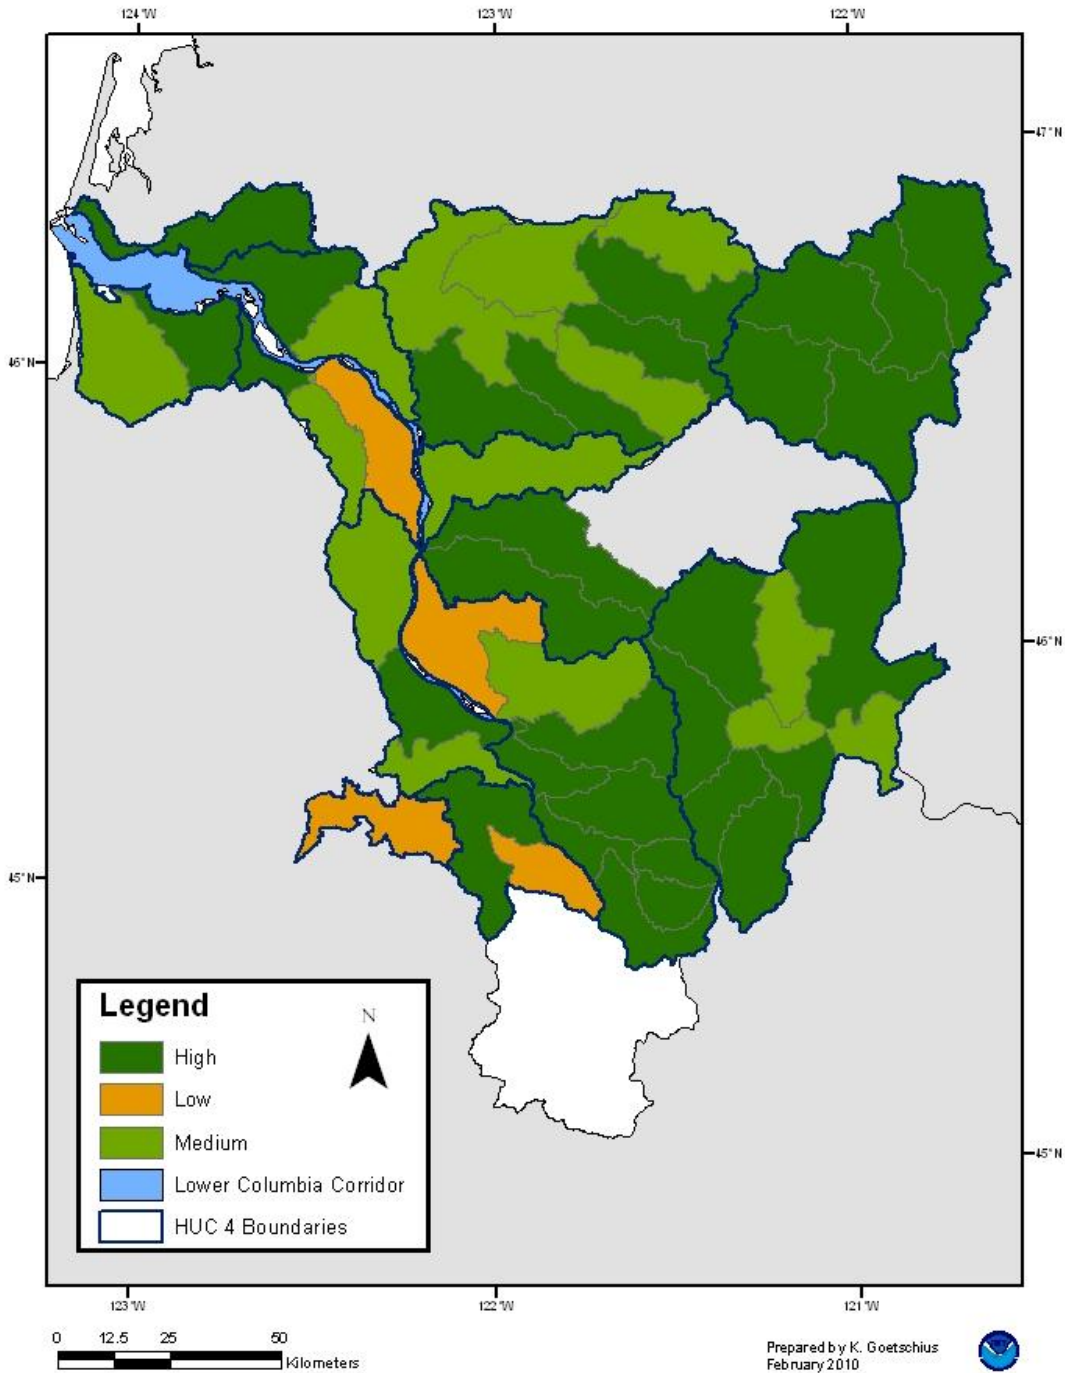 124°W 123°W 122°W
47°N
46°N
46°N
45°N
45°N
Legend
N
High
Low
Medium
Lower Columbia Corridor
HUC 4 Boundaries
123°W 122°W 121°W
0 12.5 25 50
Kilometers
Prepared by K. Goetschius
February 2010